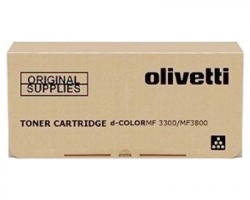 ORIGINAL
SUPPLIES
olivetti
TONER CARTRIDGE d-COLOR MF 3300/MF3800